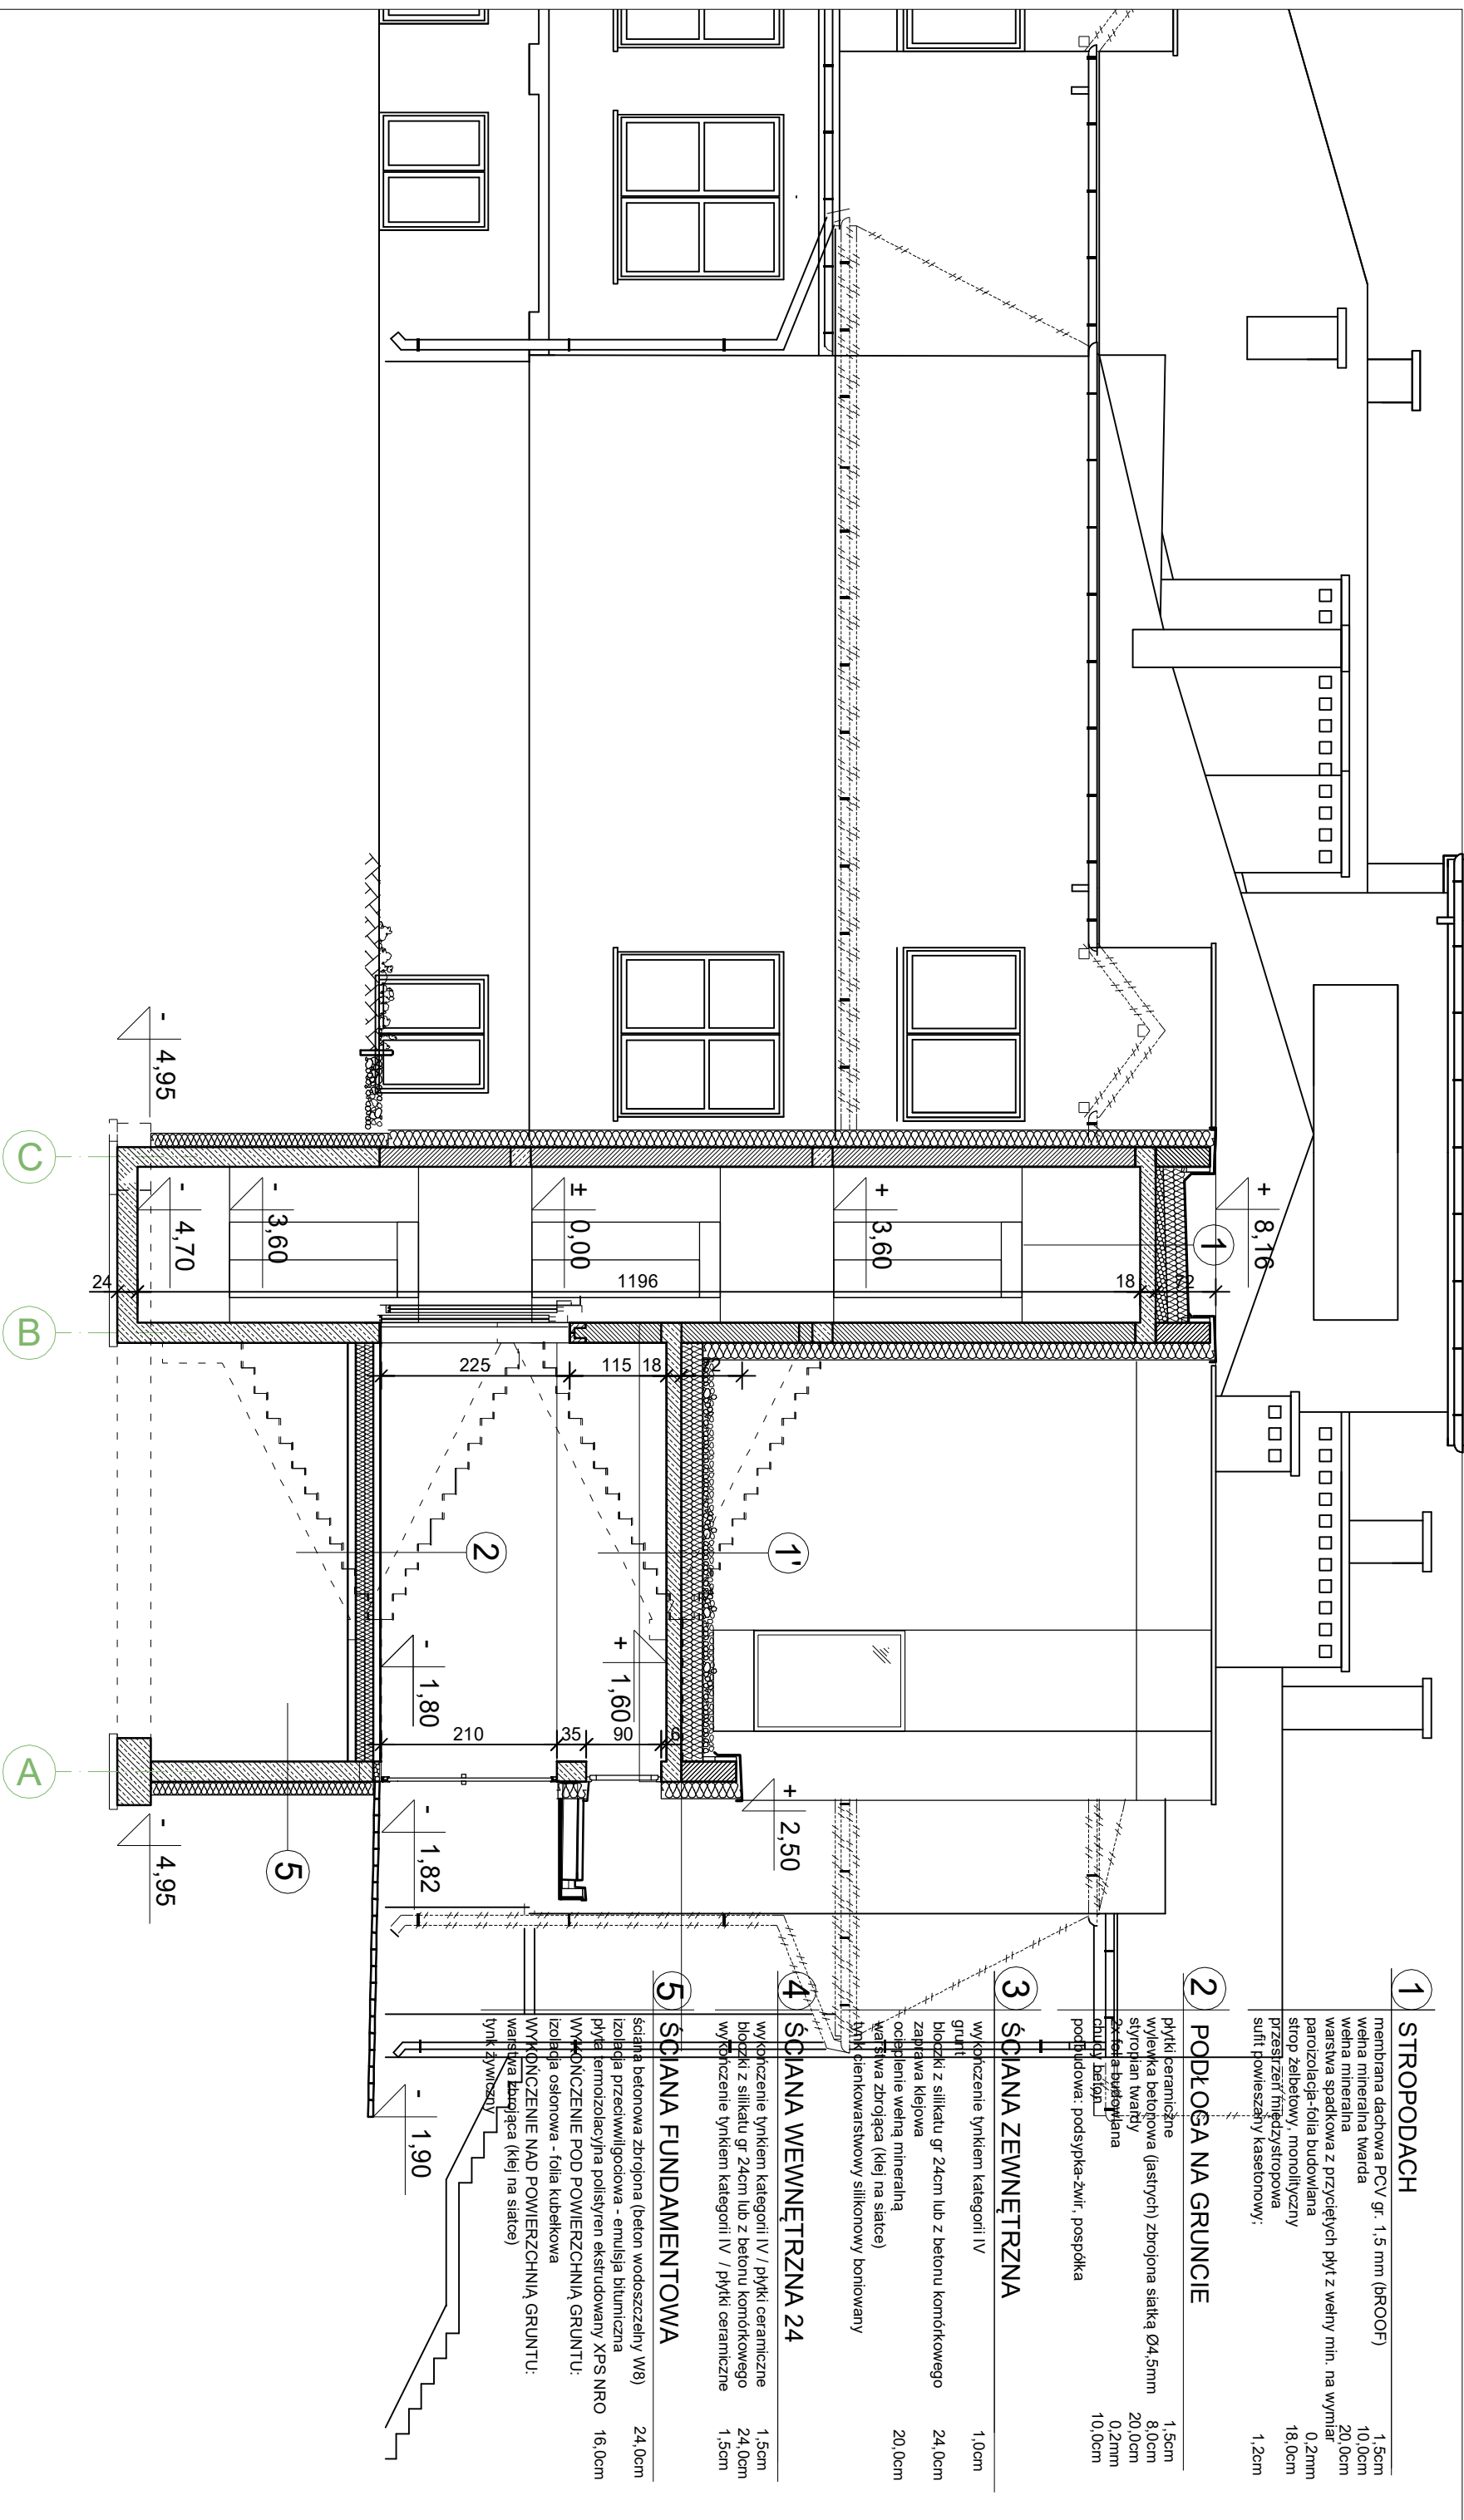 1 STROPODACH
membrana dachowa PCV gr. 1,5 mm (bROOF) 1,5cm
wełna mineralna twarda 10,0cm
wełna mineralna 20,0cm
warstwa spadkowa z przyciętych płyt z wełny min. na wymiar
paroizolacja-folia budowlana 0,2mm
strop żelbetowy, monolityczny 18,0cm
przestrzeń międzystropowa
sufit powieszany kasetonowy; 1,2cm
2 PODŁOGA NA GRUNCIE
płytki ceramiczne 1,5cm
wylewka betonowa (jastrych) zbrojona siatką Ø4,5mm 8,0cm
styropian twardy 20,0cm
2x folia budowlana 0,2mm
chudy beton 10,0cm
podbudowa: podsypka-żwir, pospółka
3 ŚCIANA ZEWNĘTRZNA
wykończenie tynkiem kategorii IV 1,0cm
grunt
bloczki z silikatu gr 24cm lub z betonu komórkowego 24,0cm
zaprawa klejowa
ocieplenie wełną mineralną 20,0cm
warstwa zbrojąca (klej na siatce)
tynk cienkowarstwowy silikonowy boniowany
4 ŚCIANA WEWNĘTRZNA 24
wykończenie tynkiem kategorii IV / płytki ceramiczne 1,5cm
bloczki z silikatu gr 24cm lub z betonu komórkowego 24,0cm
wykończenie tynkiem kategorii IV / płytki ceramiczne 1,5cm
5 ŚCIANA FUNDAMENTOWA
ściana betonowa zbrojona (beton wodoszczelny W8) 24,0cm
izolacja przeciwwilgociowa - emulsja bitumiczna
płyta termoizolacyjna polistyren ekstrudowany XPS NRO 16,0cm
WYKOŃCZENIE POD POWIERZCHNIĄ GRUNTU:
izolacja osłonowa - folia kubełkowa
WYKOŃCZENIE NAD POWIERZCHNIĄ GRUNTU:
warstwa zbrojąca (klej na siatce)
tynk żywiczny
+ 8,16
1
72
18
+ 3,60
1196
± 0,00
- 3,60
- 4,70
24
- 4,95
C
B
A
225
115
18
72
1'
2
+ 1,60
- 1,80
210
35
90
6
+ 2,50
- 1,82
- 1,90
5
- 4,95